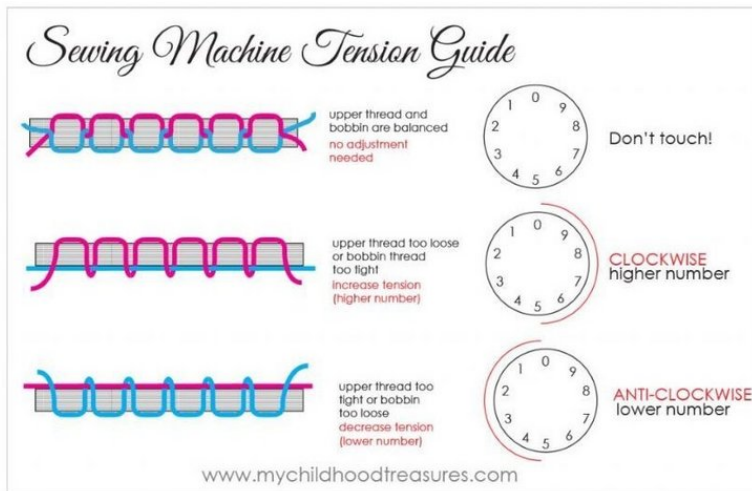 Sewing Machine Tension Guide
upper thread and
bobbin are balanced
no adjustment
needed
0
9
8
7
6
5
4
3
2
1
Don't touch!
upper thread too loose
or bobbin thread
too tight
increase tension
(higher number)
0
9
8
7
6
5
4
3
2
1
CLOCKWISE
higher number
upper thread too
tight or bobbin
too loose
decrease tension
(lower number)
0
9
8
7
6
5
4
3
2
1
ANTI-CLOCKWISE
lower number
www.mychildhoodtreasures.com